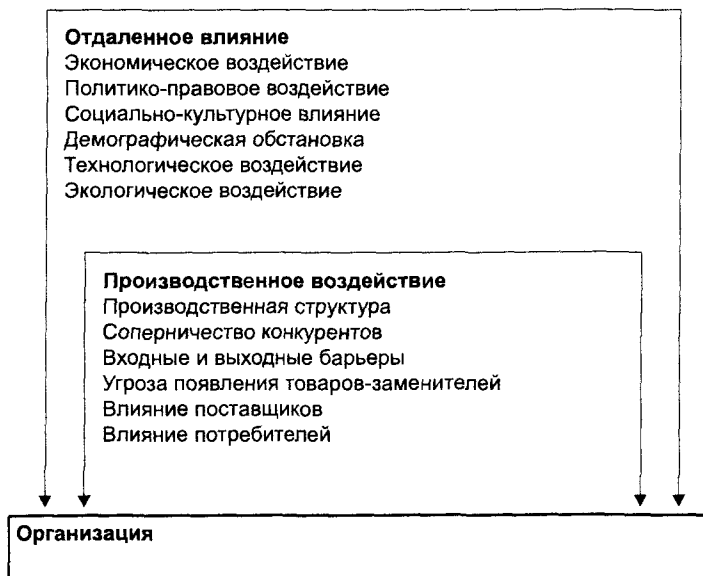 Отдаленное влияние
Экономическое воздействие
Политико-правовое воздействие
Социально-культурное влияние
Демографическая обстановка
Технологическое воздействие
Экологическое воздействие
Производственное воздействие
Производственная структура
Соперничество конкурентов
Входные и выходные барьеры
Угроза появления товаров-заменителей
Влияние поставщиков
Влияние потребителей
Организация